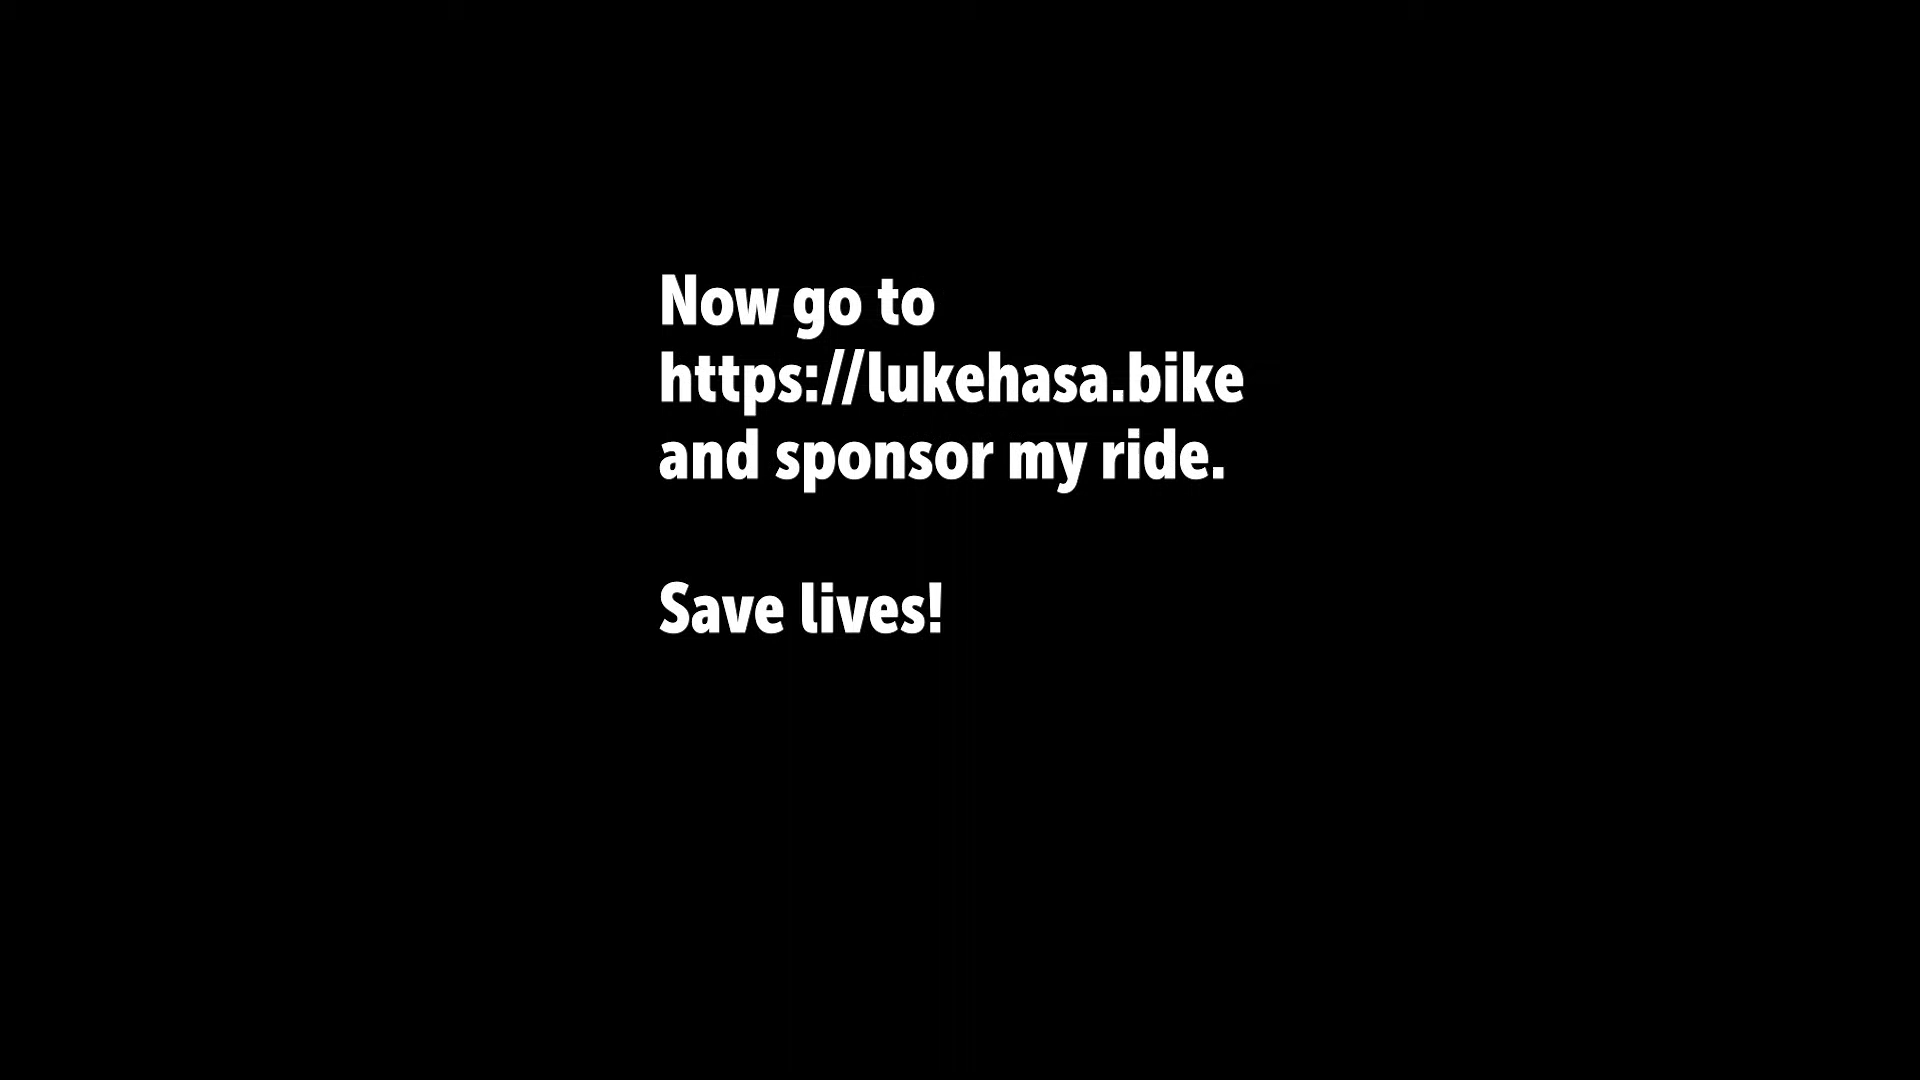 Now go to
https://lukehasa.bike
and sponsor my ride.
Save lives!